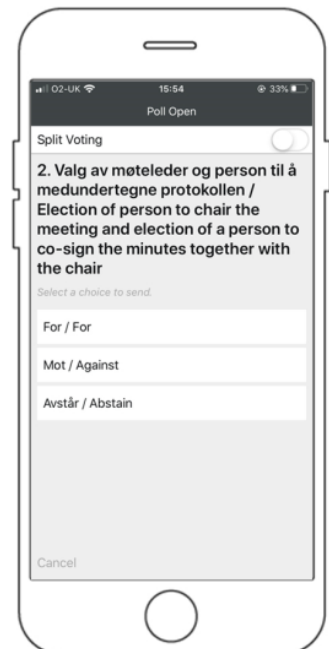 O2-UK 15:54 33%
Poll Open
Split Voting
2. Valg av møteleder og person til å
medundertegne protokollen /
Election of person to chair the
meeting and election of a person to
co-sign the minutes together with
the chair
Select a choice to send.
For / For
Mot / Against
Avstår / Abstain
Cancel